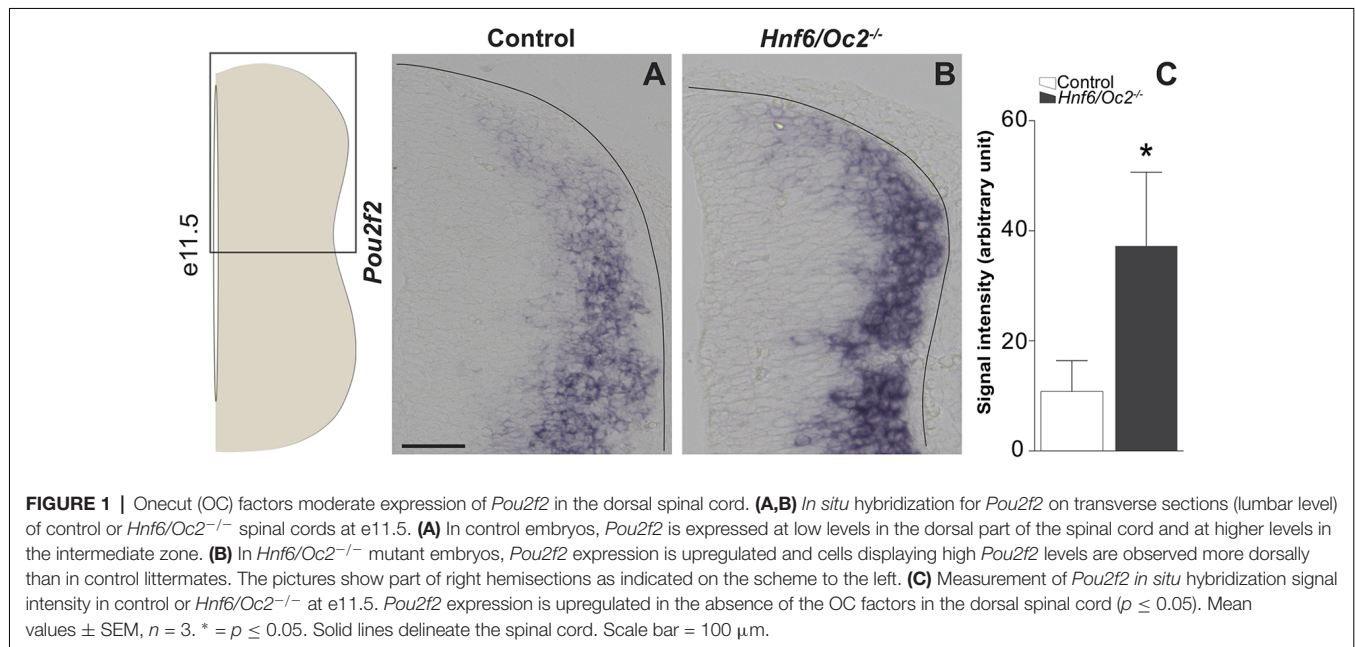 Control
Hnf6/Oc2-/-
A
B
C
e11.5
Pou2f2
Control
Hnf6/Oc2-/-
Signal intensity (arbitrary unit)
60
40
20
0
*
FIGURE 1 | Onecut (OC) factors moderate expression of Pou2f2 in the dorsal spinal cord. (A,B) In situ hybridization for Pou2f2 on transverse sections (lumbar level)
of control or Hnf6/Oc2−/− spinal cords at e11.5. (A) In control embryos, Pou2f2 is expressed at low levels in the dorsal part of the spinal cord and at higher levels in
the intermediate zone. (B) In Hnf6/Oc2−/− mutant embryos, Pou2f2 expression is upregulated and cells displaying high Pou2f2 levels are observed more dorsally
than in control littermates. The pictures show part of right hemisections as indicated on the scheme to the left. (C) Measurement of Pou2f2 in situ hybridization signal
intensity in control or Hnf6/Oc2−/− at e11.5. Pou2f2 expression is upregulated in the absence of the OC factors in the dorsal spinal cord (p ≤ 0.05). Mean
values ± SEM, n = 3. * = p ≤ 0.05. Solid lines delineate the spinal cord. Scale bar = 100 μm.